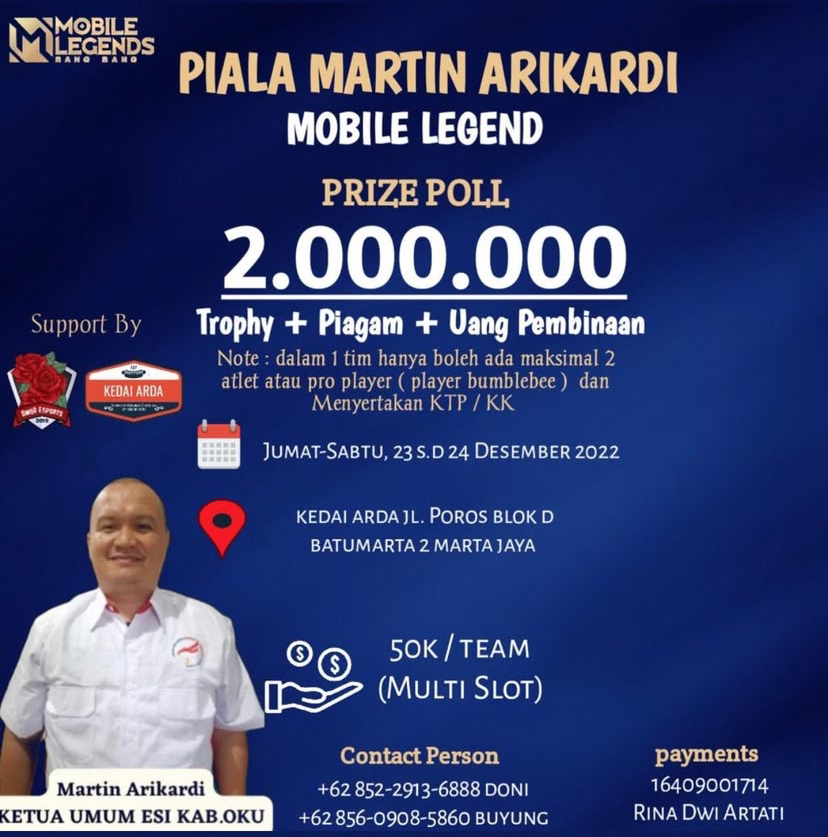 MOBILE
LEGENDS
BANG BANG
PIALA MARTIN ARIKARDI
MOBILE LEGEND
PRIZE POLL
2.000.000
Trophy + Piagam + Uang Pembinaan
Support By
Note : dalam 1 tim hanya boleh ada maksimal 2
atlet atau pro player ( player bumblebee ) dan
Menyertakan KTP / KK
ESPORTS
2019
KEDAI ARDA
JUMAT-SABTU, 23 S.D 24 DESEMBER 2022
KEDAI ARDA JL. POROS BLOK D
BATUMARTA 2 MARTA JAYA
50K / TEAM
(MULTI SLOT)
Martin Arikardi
KETUA UMUM ESI KAB.OKU
Contact Person
+62 852-2913-6888 DONI
+62 856-0908-5860 BUYUNG
payments
16409001714
RINA DWI ARTATI